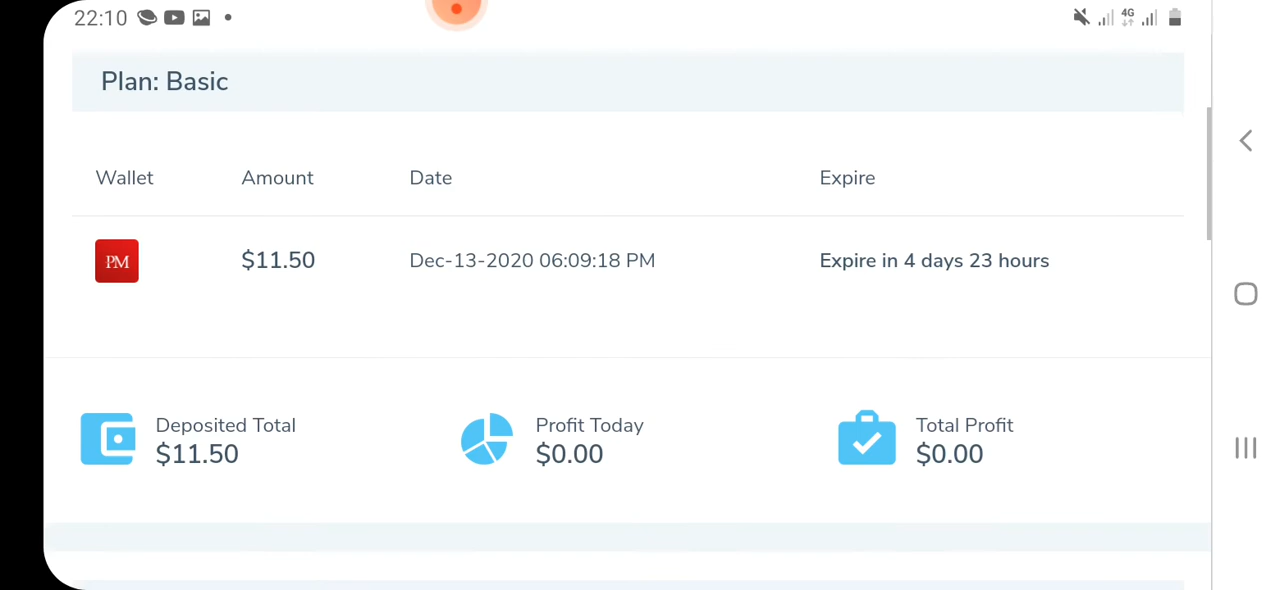 22:10
4G
Plan: Basic
Wallet Amount Date Expire
PM $11.50 Dec-13-2020 06:09:18 PM Expire in 4 days 23 hours
Deposited Total Profit Today Total Profit
$11.50 $0.00 $0.00